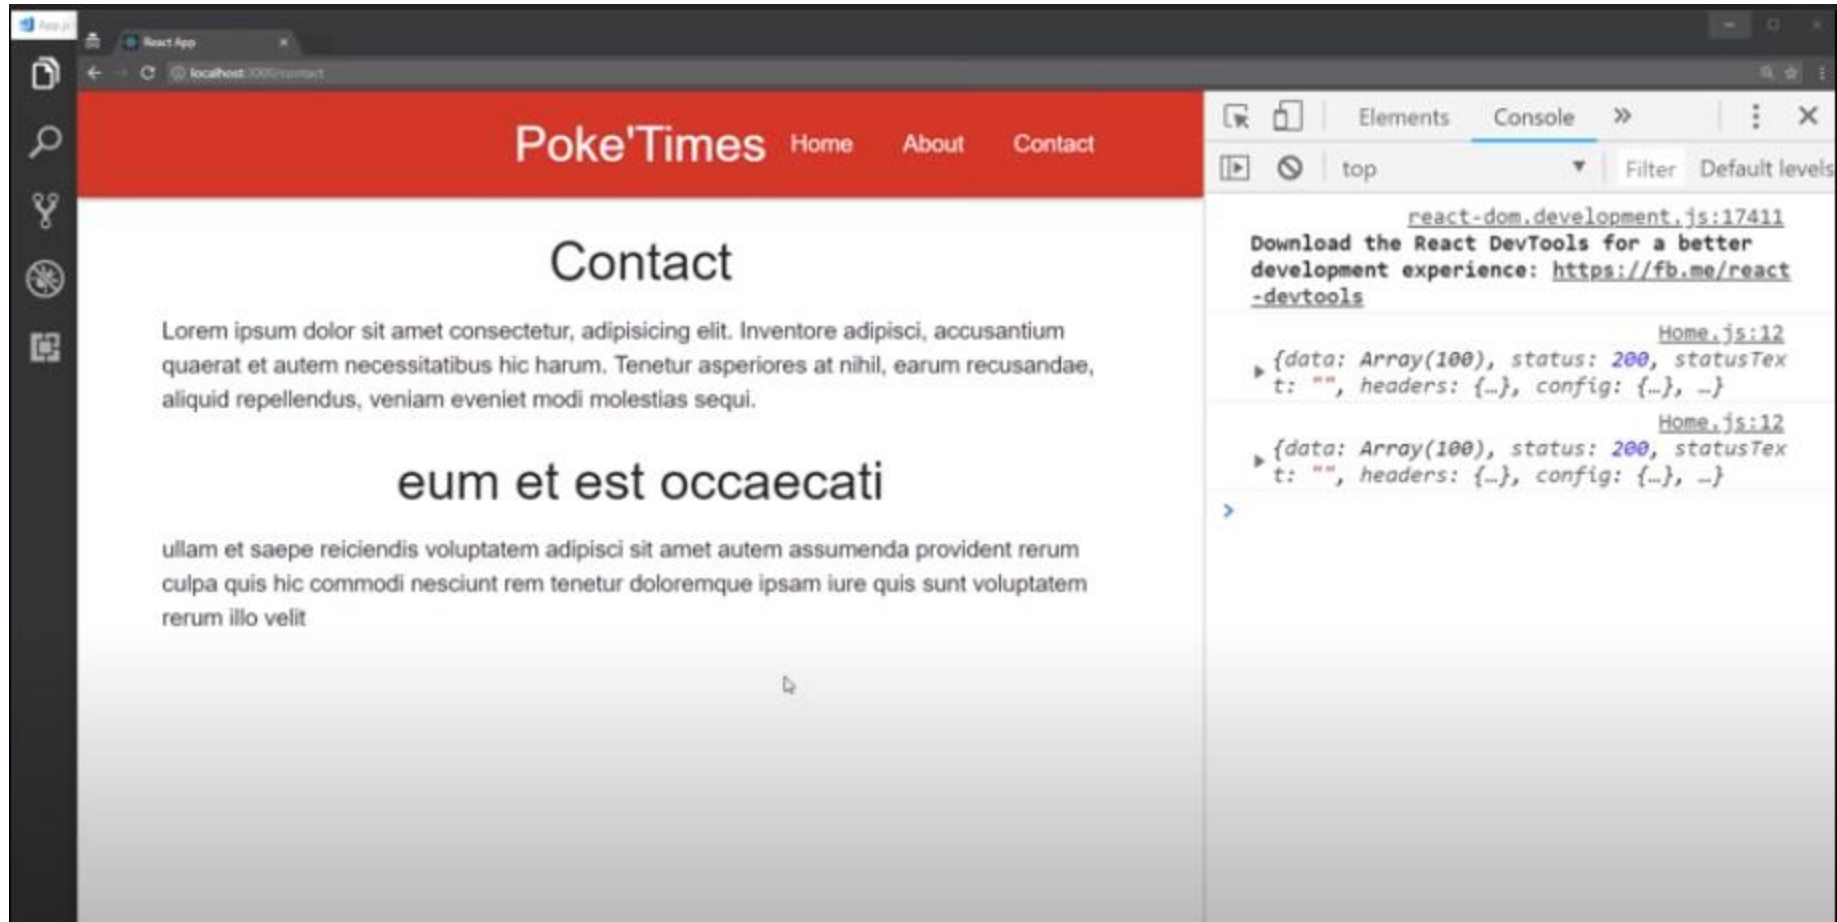 React App
localhost:3000/contact
Poke'Times Home About Contact
Contact
Lorem ipsum dolor sit amet consectetur, adipisicing elit. Inventore adipisci, accusantium
quaerat et autem necessitatibus hic harum. Tenetur asperiores at nihil, earum recusandae,
aliquid repellendus, veniam eveniet modi molestias sequi.
eum et est occaecati
ullam et saepe reiciendis voluptatem adipisci sit amet autem assumenda provident rerum
culpa quis hic commodi nesciunt rem tenetur doloremque ipsam iure quis sunt voluptatem
rerum illo velit
Elements Console
top Filter Default levels
react-dom.development.js:17411
Download the React DevTools for a better
development experience: https://fb.me/react
-devtools
Home.js:12
{data: Array(100), status: 200, statusTex
t: "", headers: {…}, config: {…}, …}
Home.js:12
{data: Array(100), status: 200, statusTex
t: "", headers: {…}, config: {…}, …}